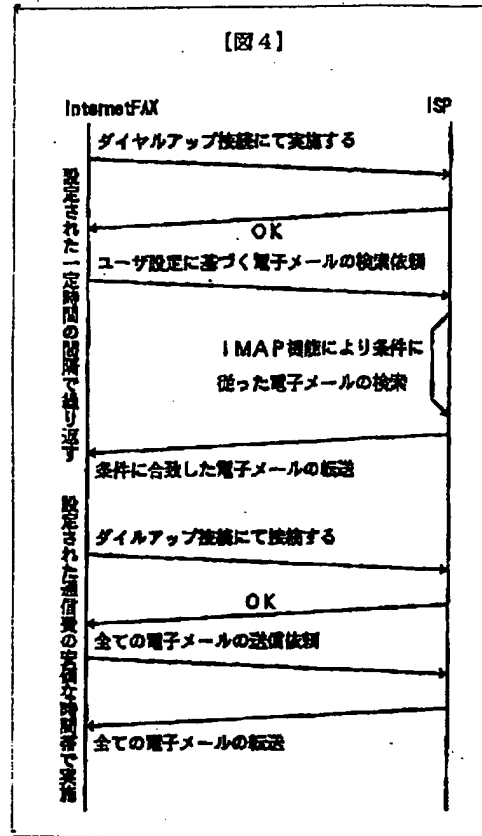 【図4】
InternetFAX
ISP
ダイヤルアップ接続にて実施する
OK
ユーザ設定に基づく電子メールの検索依頼
IMAP機能により条件に
従った電子メールの検索
条件に合致した電子メールの転送
設定された一定時間の間隔で繰り返す
ダイルアップ接続にて接続する
OK
全ての電子メールの送信依頼
全ての電子メールの転送
設定された通信費の安価な時間帯で実施